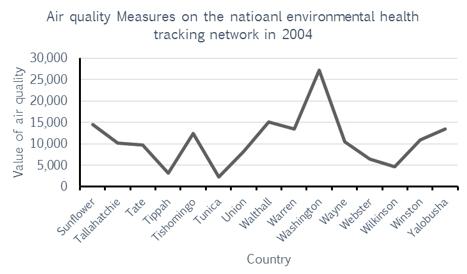 Air quality Measures on the natioanl environmental health
tracking network in 2004
Value of air quality
30,000
25,000
20,000
15,000
10,000
5,000
0
Sunflower
Tallahatchie
Tate
Tippah
Tishomingo
Tunica
Union
Walthall
Warren
Washington
Wayne
Webster
Wilkinson
Winston
Yalobusha
Country